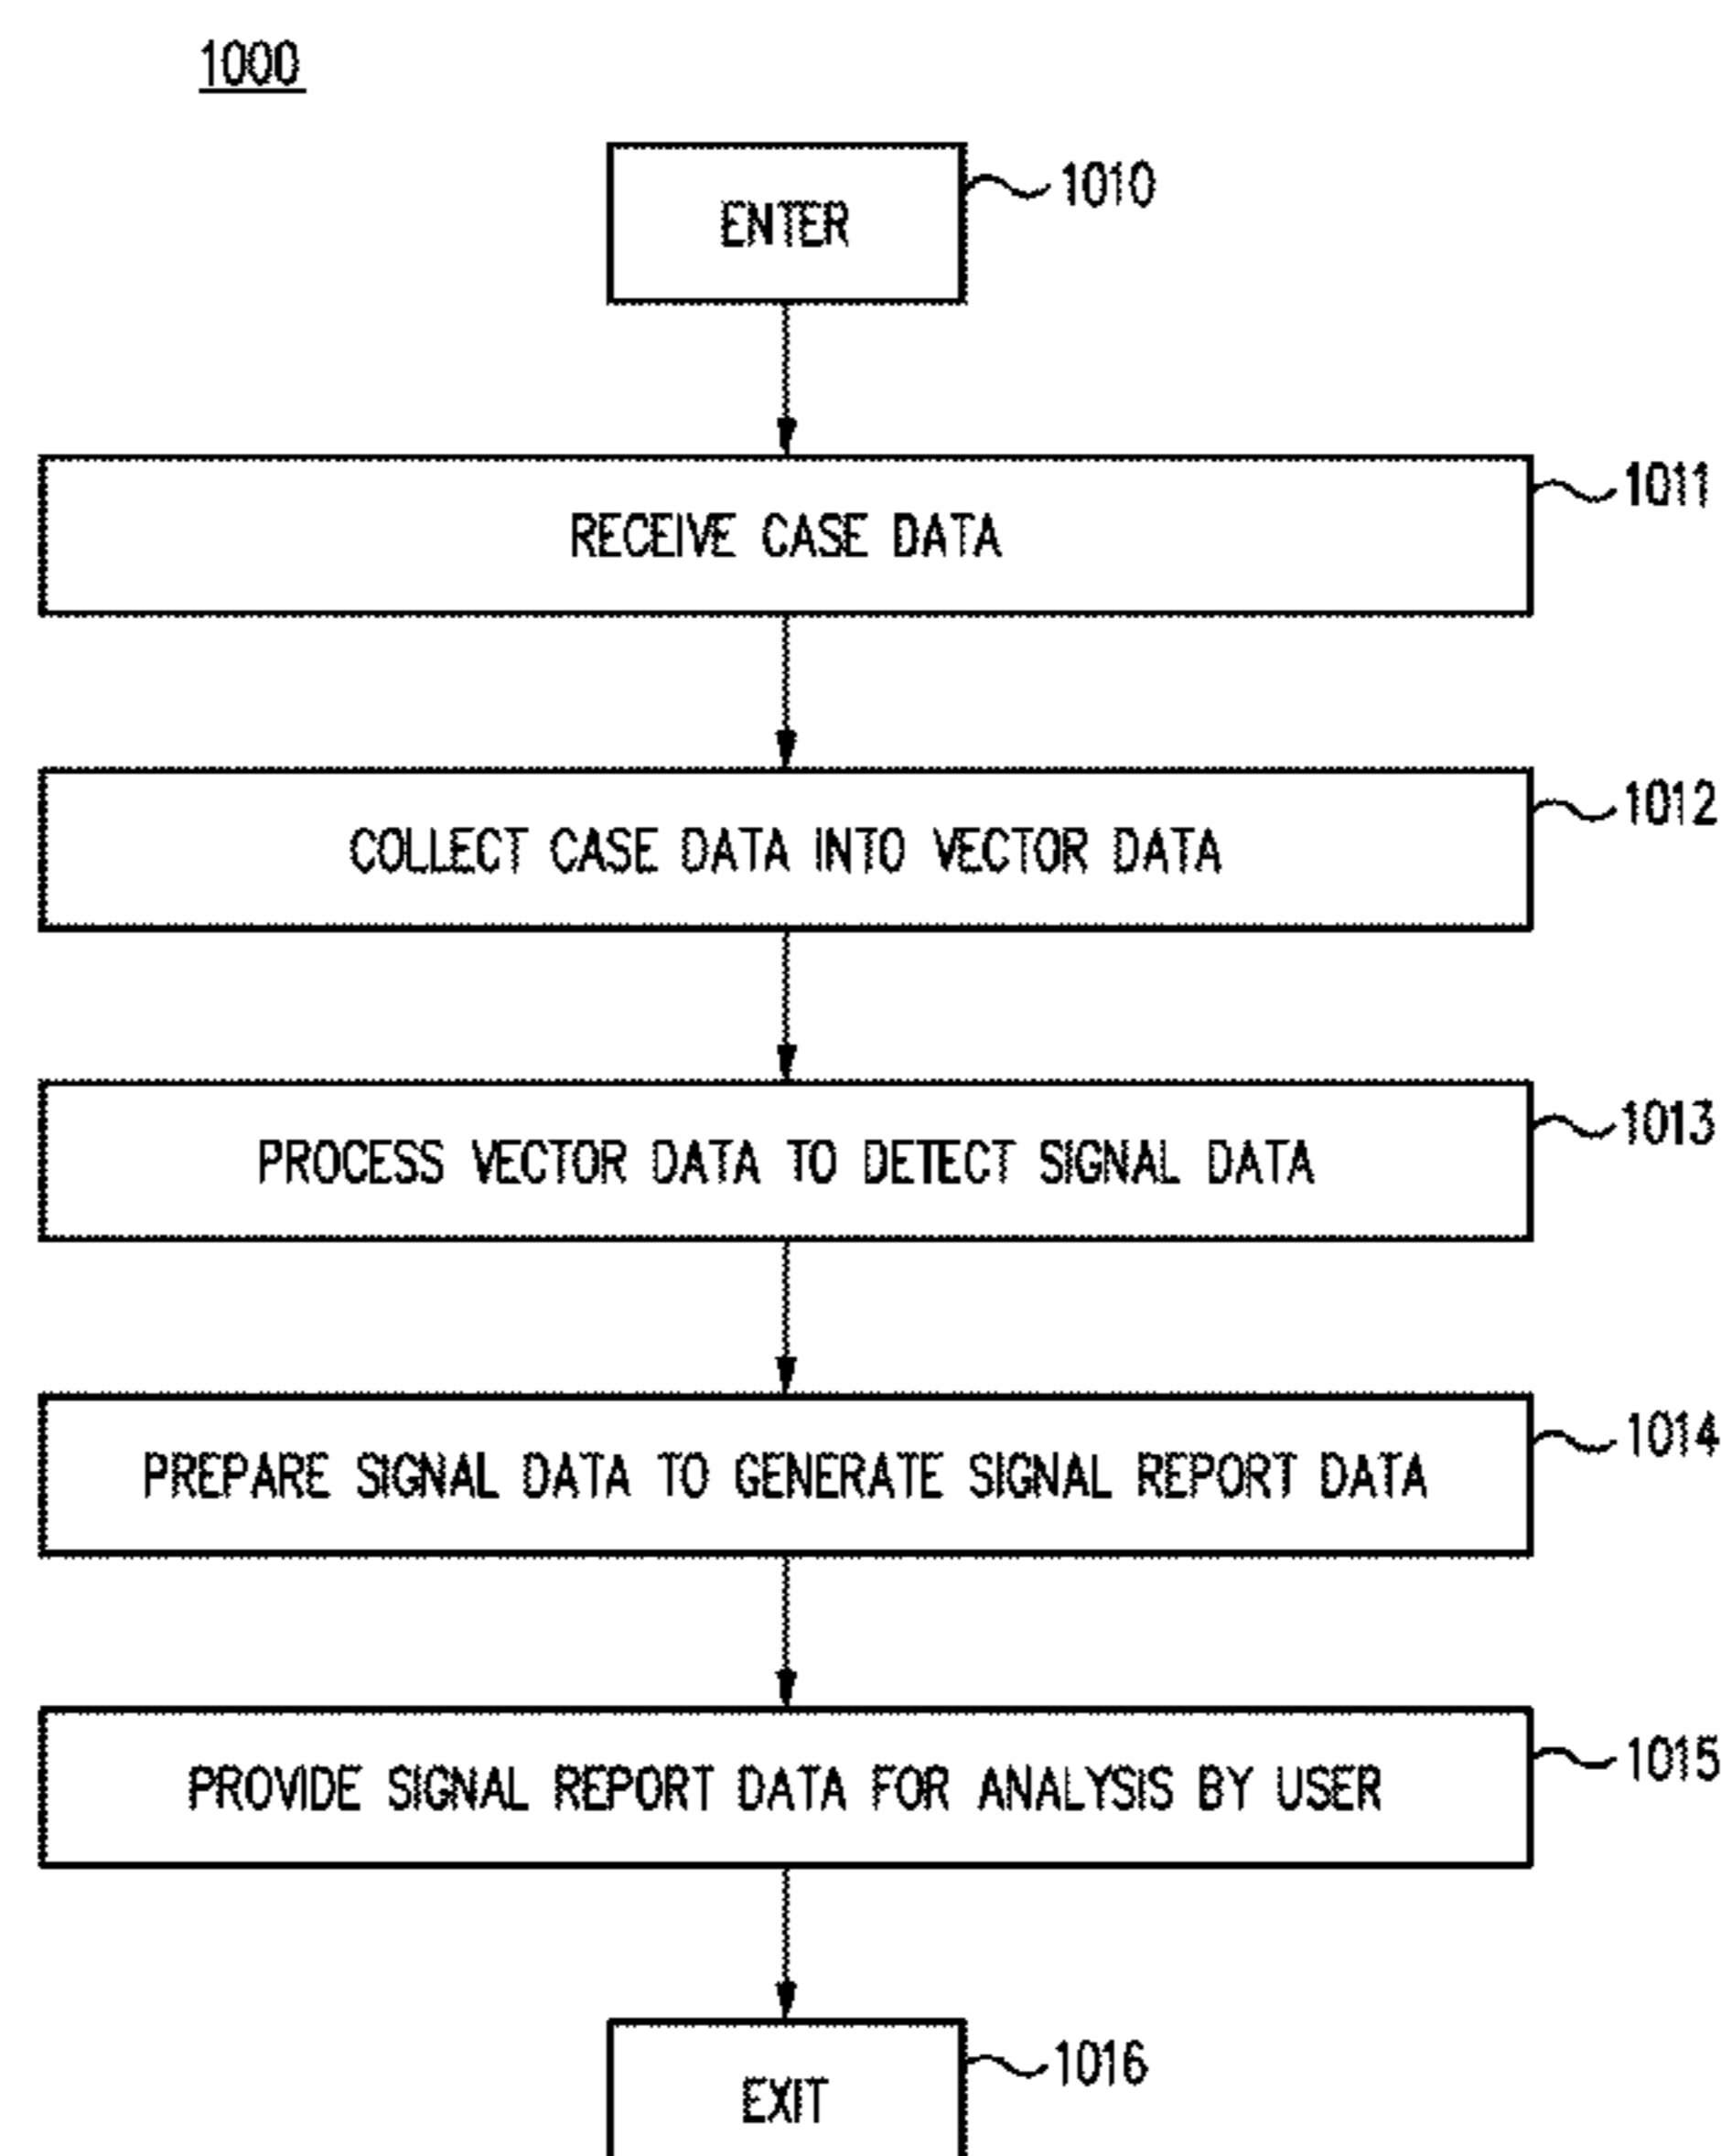 1000
ENTER
1010
RECEIVE CASE DATA
1011
COLLECT CASE DATA INTO VECTOR DATA
1012
PROCESS VECTOR DATA TO DETECT SIGNAL DATA
1013
PREPARE SIGNAL DATA TO GENERATE SIGNAL REPORT DATA
1014
PROVIDE SIGNAL REPORT DATA FOR ANALYSIS BY USER
1015
EXIT
1016